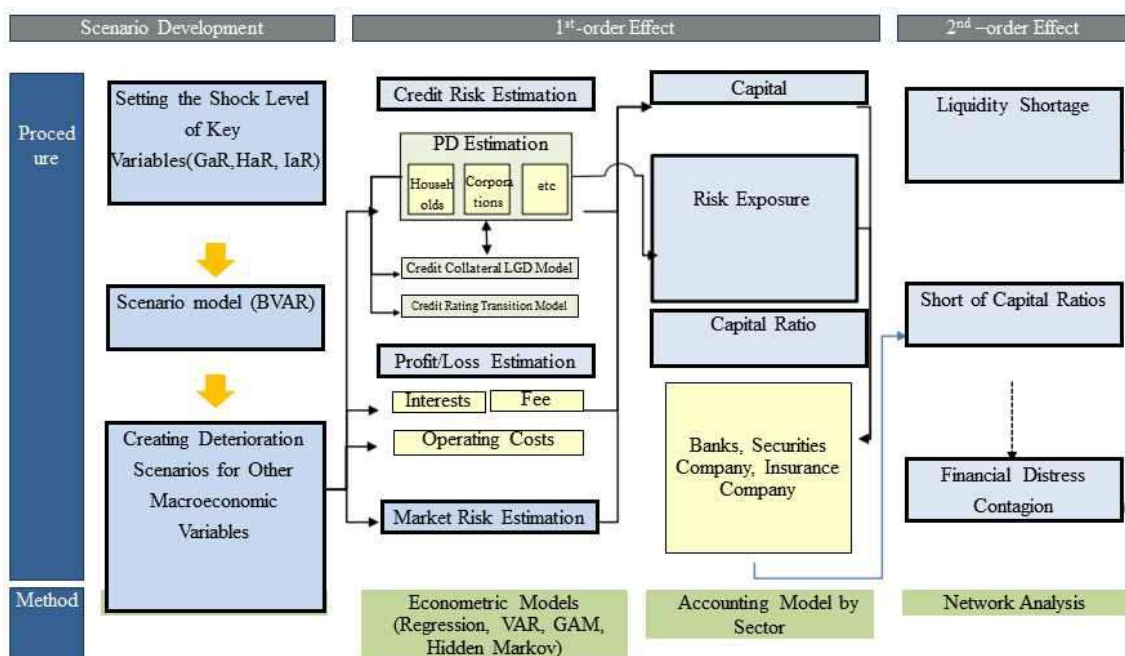 Scenario Development
1st-order Effect
2nd –order Effect
Proced
ure
Setting the Shock Level
of Key
Variables(GaR,HaR, IaR)
Scenario model (BVAR)
Creating Deterioration
Scenarios for Other
Macroeconomic
Variables
Credit Risk Estimation
PD Estimation
Househ
olds
Corpora
tions
etc
Credit Collateral LGD Model
Credit Rating Transition Model
Profit/Loss Estimation
Interests
Fee
Operating Costs
Market Risk Estimation
Capital
Risk Exposure
Capital Ratio
Banks, Securities
Company, Insurance
Company
Liquidity Shortage
Short of Capital Ratios
Financial Distress
Contagion
Method
Econometric Models
(Regression, VAR, GAM,
Hidden Markov)
Accounting Model by
Sector
Network Analysis